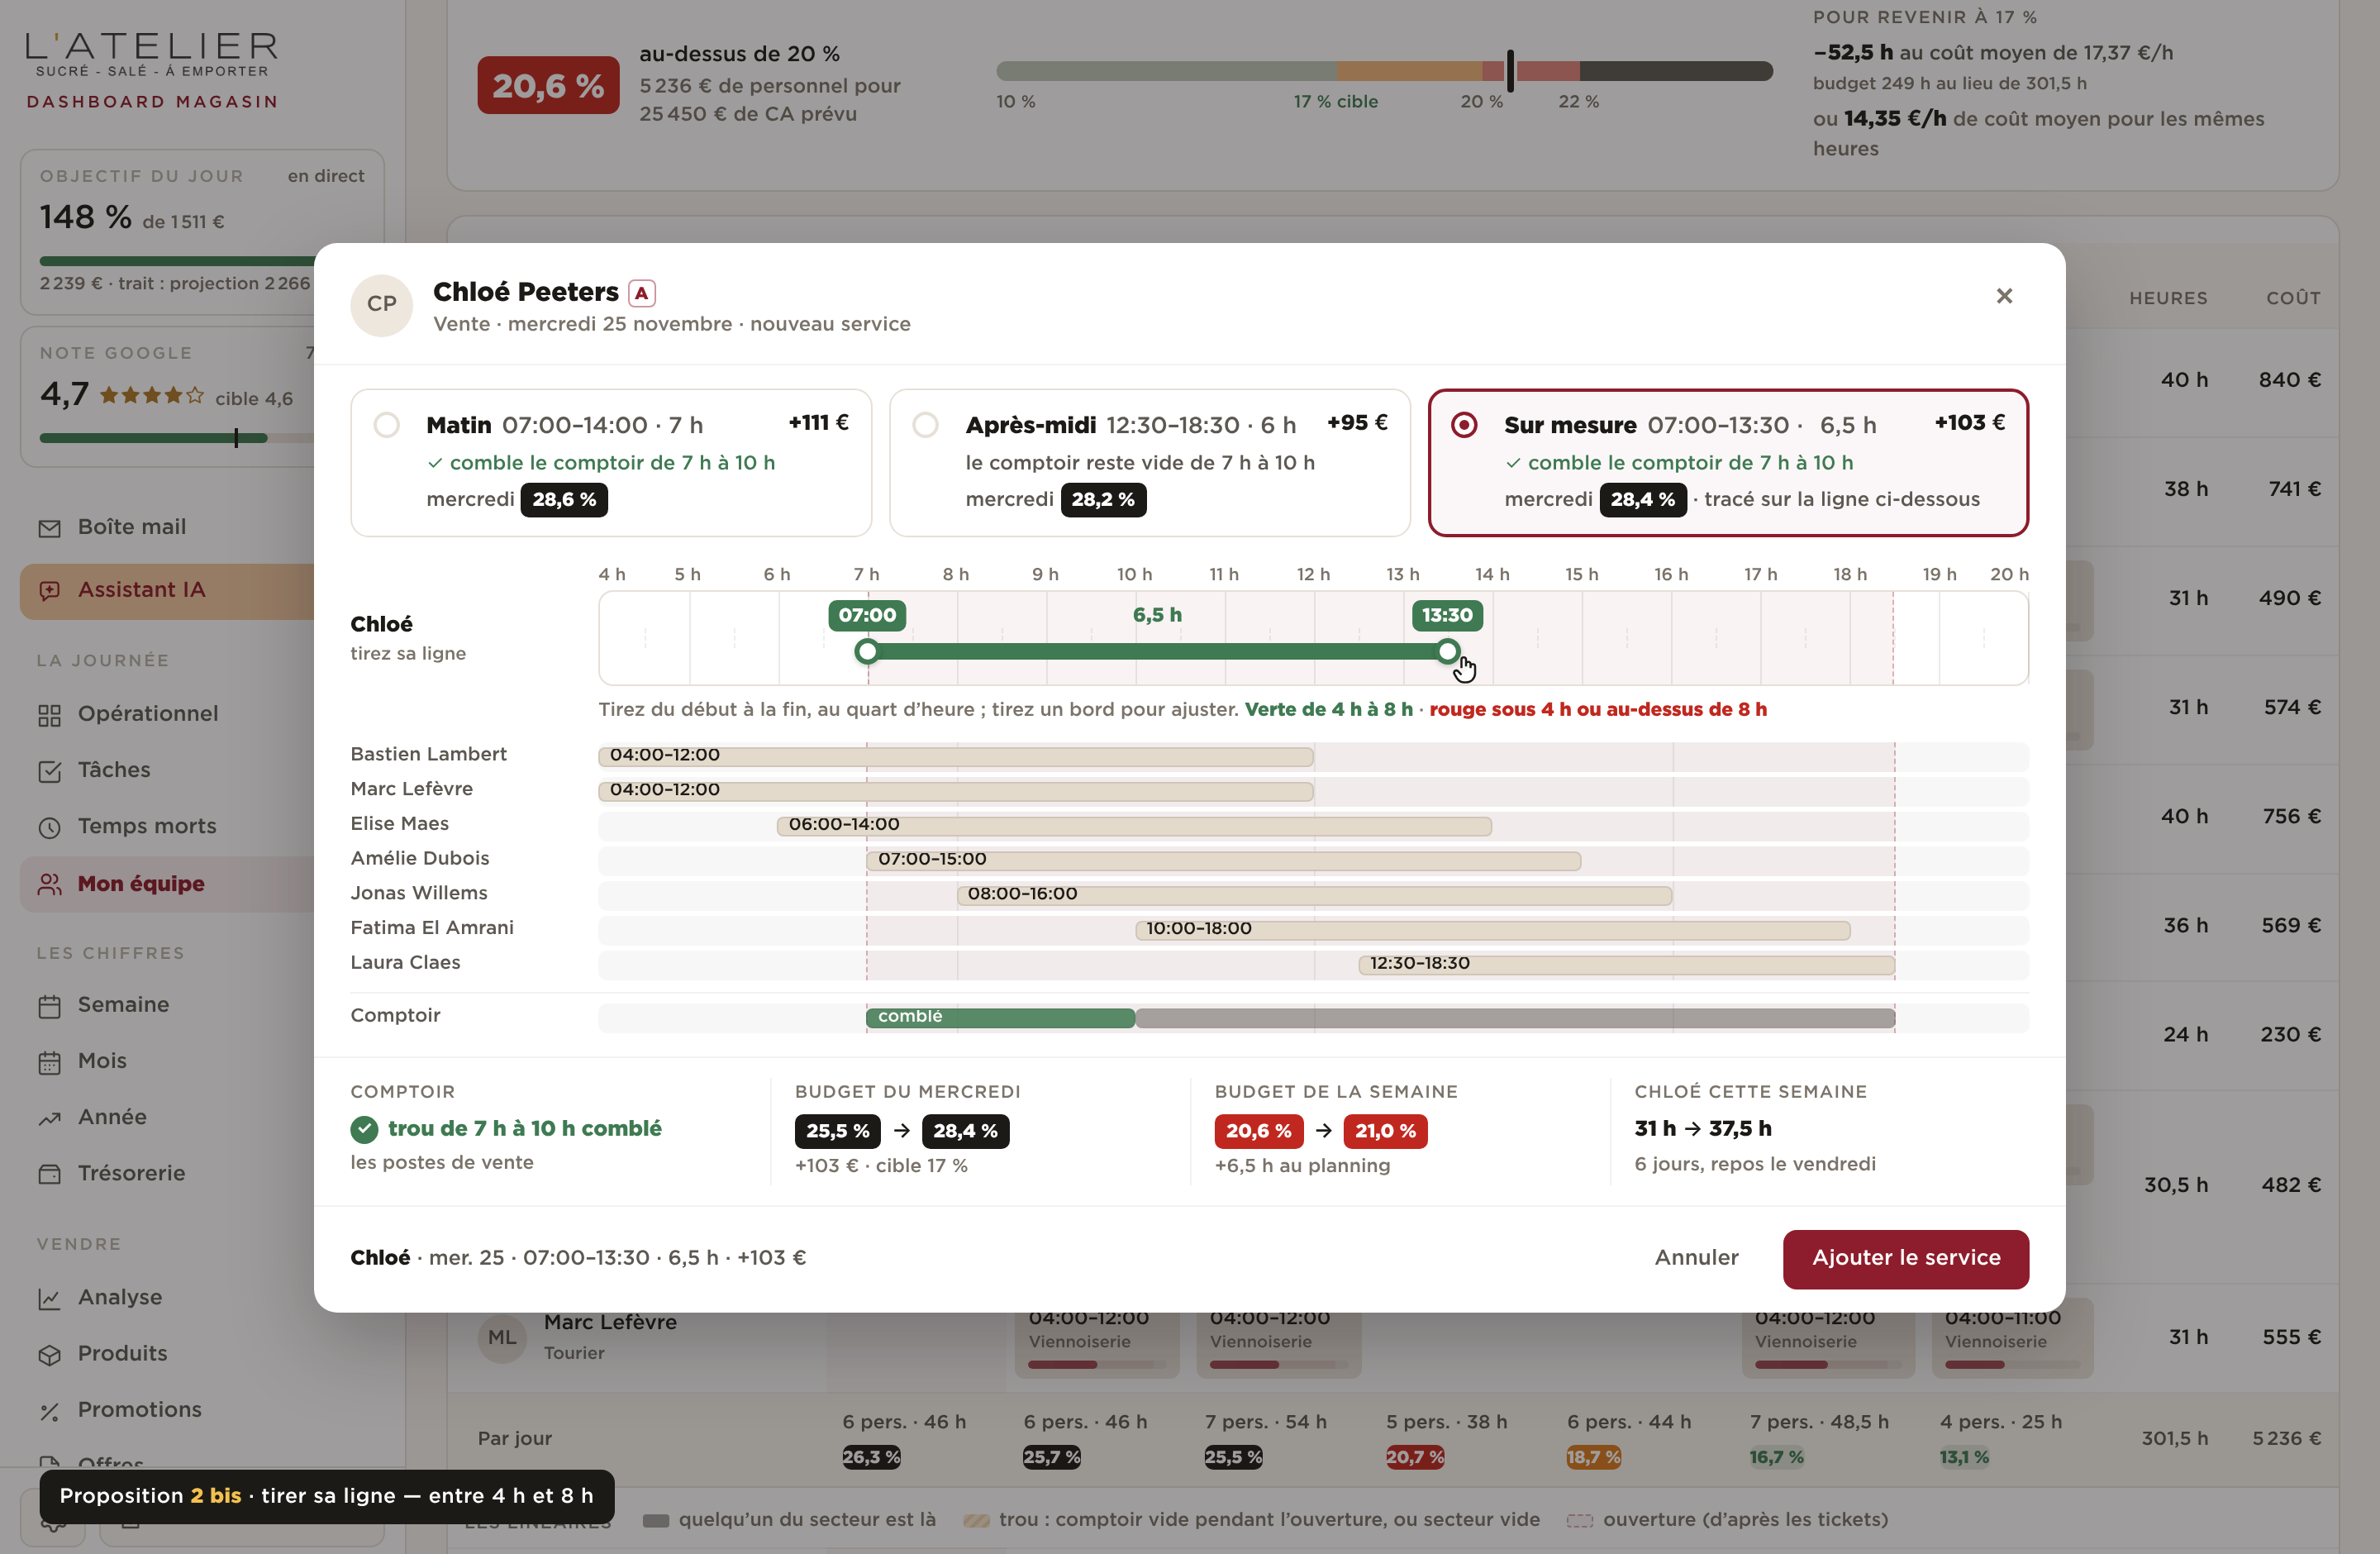 L'ATELIER
SUCRÉ - SALÉ - Á EMPORTER
DASHBOARD MAGASIN
OBJECTIF DU JOUR en direct
148 % de 1 511 €
2 239 € · trait : projection 2 266
NOTE GOOGLE 7
4,7 cible 4,6
Boîte mail
Assistant IA
LA JOURNÉE
Opérationnel
Tâches
Temps morts
Mon équipe
LES CHIFFRES
Semaine
Mois
Année
Trésorerie
VENDRE
Analyse
Produits
Promotions
Offres
Proposition 2 bis · tirer sa ligne — entre 4 h et 8 h
20,6 %
au-dessus de 20 %
5 236 € de personnel pour
25 450 € de CA prévu
10 % 17 % cible 20 % 22 %
POUR REVENIR À 17 %
−52,5 h au coût moyen de 17,37 €/h
budget 249 h au lieu de 301,5 h
ou 14,35 €/h de coût moyen pour les mêmes
heures
HEURES COÛT
40 h 840 €
38 h 741 €
31 h 490 €
31 h 574 €
40 h 756 €
36 h 569 €
24 h 230 €
30,5 h 482 €
CP
Chloé Peeters A
Vente · mercredi 25 novembre · nouveau service
×
Matin 07:00–14:00 · 7 h +111 €
✓ comble le comptoir de 7 h à 10 h
mercredi 28,6 %
Après-midi 12:30–18:30 · 6 h +95 €
le comptoir reste vide de 7 h à 10 h
mercredi 28,2 %
Sur mesure 07:00–13:30 · 6,5 h +103 €
✓ comble le comptoir de 7 h à 10 h
mercredi 28,4 % · tracé sur la ligne ci-dessous
4 h 5 h 6 h 7 h 8 h 9 h 10 h 11 h 12 h 13 h 14 h 15 h 16 h 17 h 18 h 19 h 20 h
Chloé
tirez sa ligne
07:00 6,5 h 13:30
Tirez du début à la fin, au quart d’heure ; tirez un bord pour ajuster. Verte de 4 h à 8 h · rouge sous 4 h ou au-dessus de 8 h
Bastien Lambert 04:00–12:00
Marc Lefèvre 04:00–12:00
Elise Maes 06:00–14:00
Amélie Dubois 07:00–15:00
Jonas Willems 08:00–16:00
Fatima El Amrani 10:00–18:00
Laura Claes 12:30–18:30
Comptoir comblé
COMPTOIR
trou de 7 h à 10 h comblé
les postes de vente
BUDGET DU MERCREDI
25,5 % → 28,4 %
+103 € · cible 17 %
BUDGET DE LA SEMAINE
20,6 % → 21,0 %
+6,5 h au planning
CHLOÉ CETTE SEMAINE
31 h → 37,5 h
6 jours, repos le vendredi
Chloé · mer. 25 · 07:00–13:30 · 6,5 h · +103 €
Annuler
Ajouter le service
ML
Marc Lefèvre
Tourier
04:00–12:00 04:00–12:00 04:00–12:00 04:00–11:00
Viennoiserie Viennoiserie Viennoiserie Viennoiserie
31 h 555 €
Par jour
6 pers. · 46 h 6 pers. · 46 h 7 pers. · 54 h 5 pers. · 38 h 6 pers. · 44 h 7 pers. · 48,5 h 4 pers. · 25 h
26,3 % 25,7 % 25,5 % 20,7 % 18,7 % 16,7 % 13,1 %
301,5 h 5 236 €
LES LINÉAIRES quelqu’un du secteur est là trou : comptoir vide pendant l’ouverture, ou secteur vide ouverture (d’après les tickets)